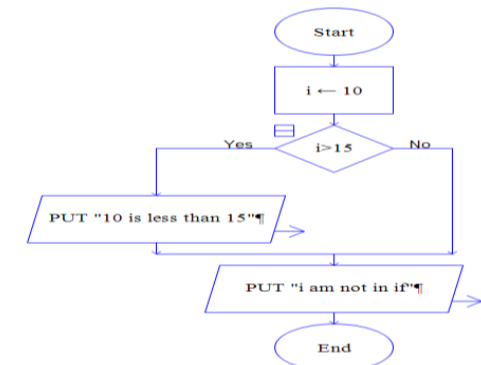 Start
i ← 10
i>15
Yes
No
PUT "10 is less than 15"¶
PUT "i am not in if"¶
End